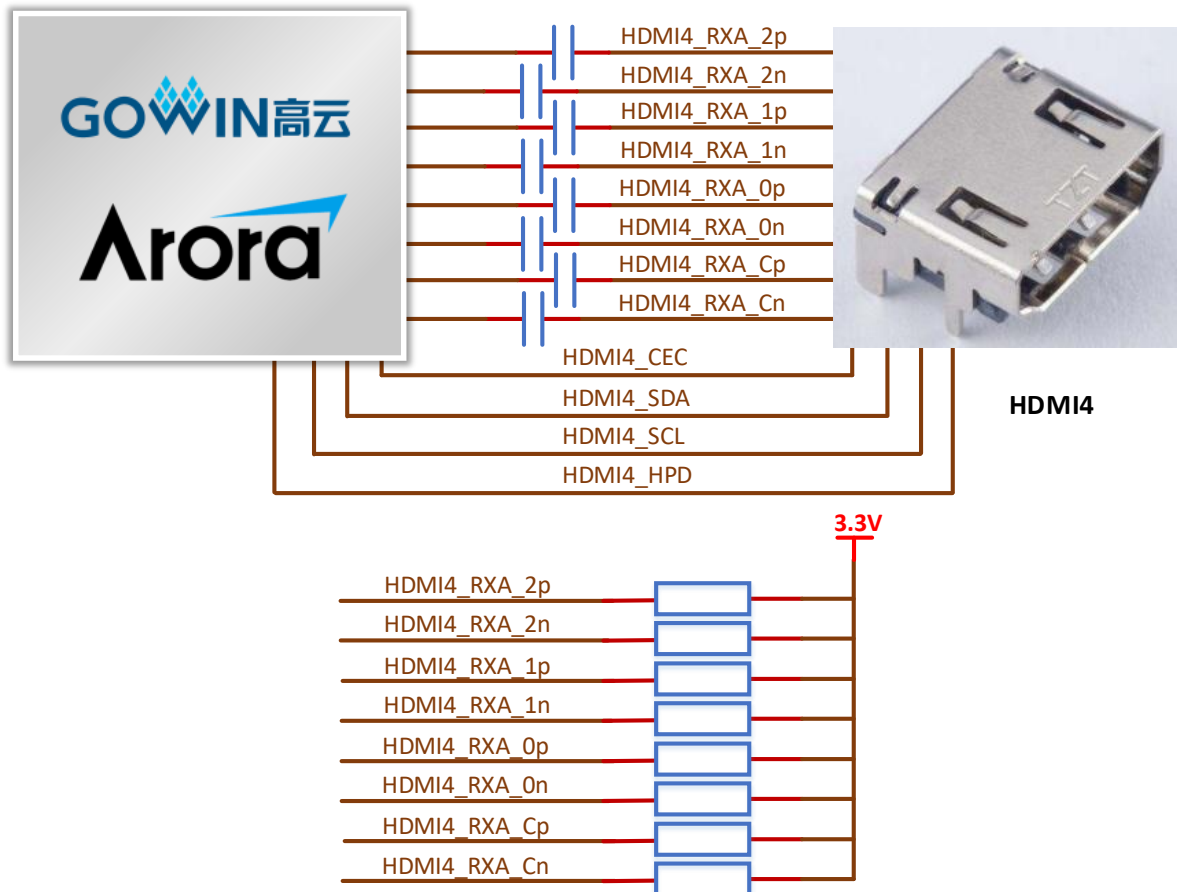 GOWIN高云
Arora
HDMI4_RXA_2p
HDMI4_RXA_2n
HDMI4_RXA_1p
HDMI4_RXA_1n
HDMI4_RXA_0p
HDMI4_RXA_0n
HDMI4_RXA_Cp
HDMI4_RXA_Cn
TZT
HDMI4_CEC
HDMI4_SDA
HDMI4_SCL
HDMI4_HPD
HDMI4
3.3V
HDMI4_RXA_2p
HDMI4_RXA_2n
HDMI4_RXA_1p
HDMI4_RXA_1n
HDMI4_RXA_0p
HDMI4_RXA_0n
HDMI4_RXA_Cp
HDMI4_RXA_Cn